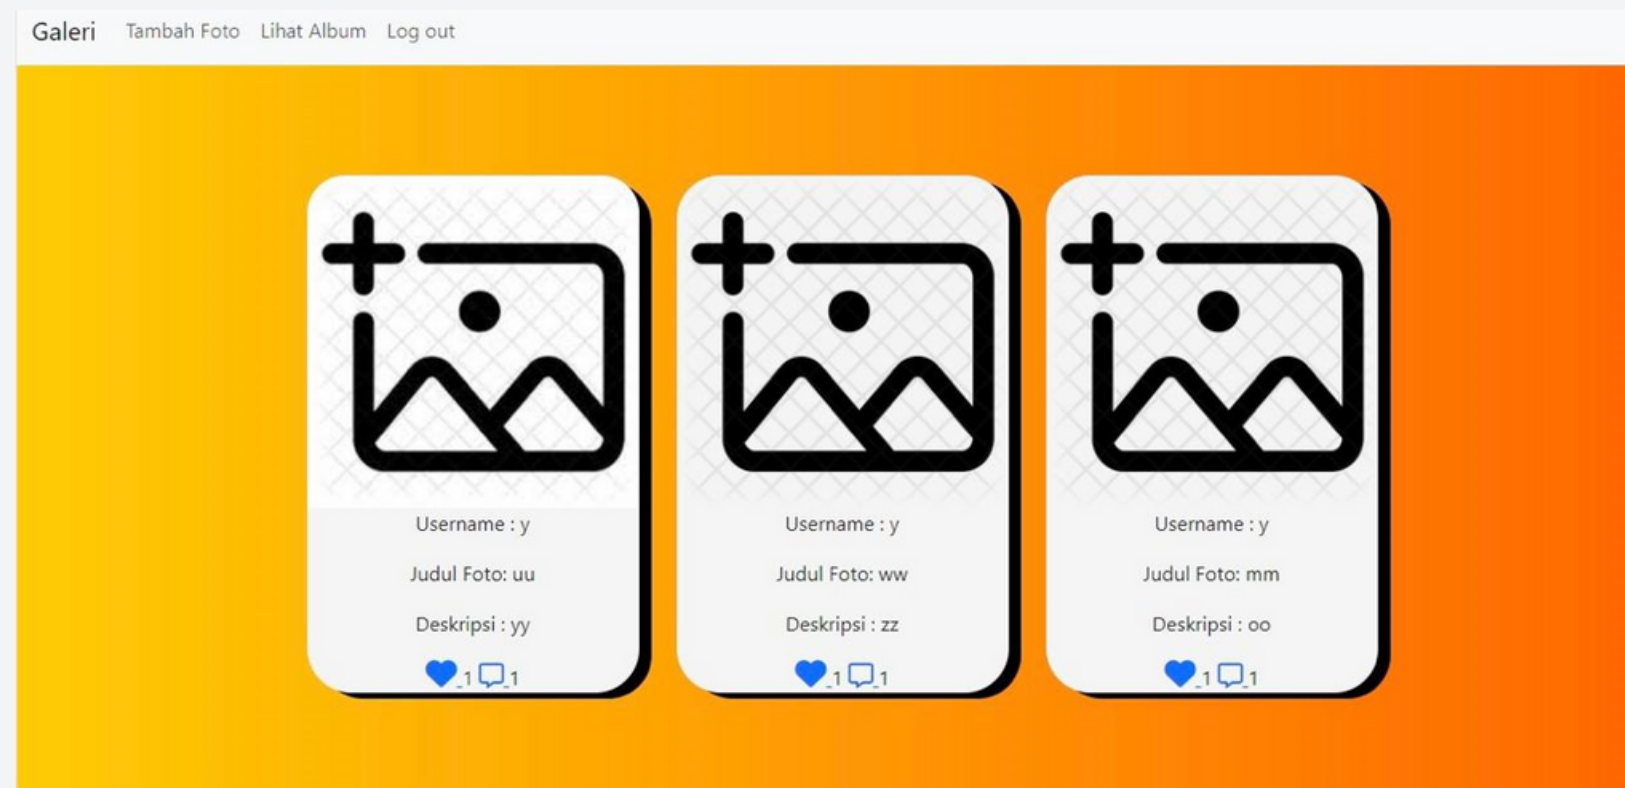 Galeri Tambah Foto Lihat Album Log out
Username : y
Judul Foto: uu
Deskripsi : yy
1 1
Username : y
Judul Foto: ww
Deskripsi : zz
1 1
Username : y
Judul Foto: mm
Deskripsi : oo
1 1